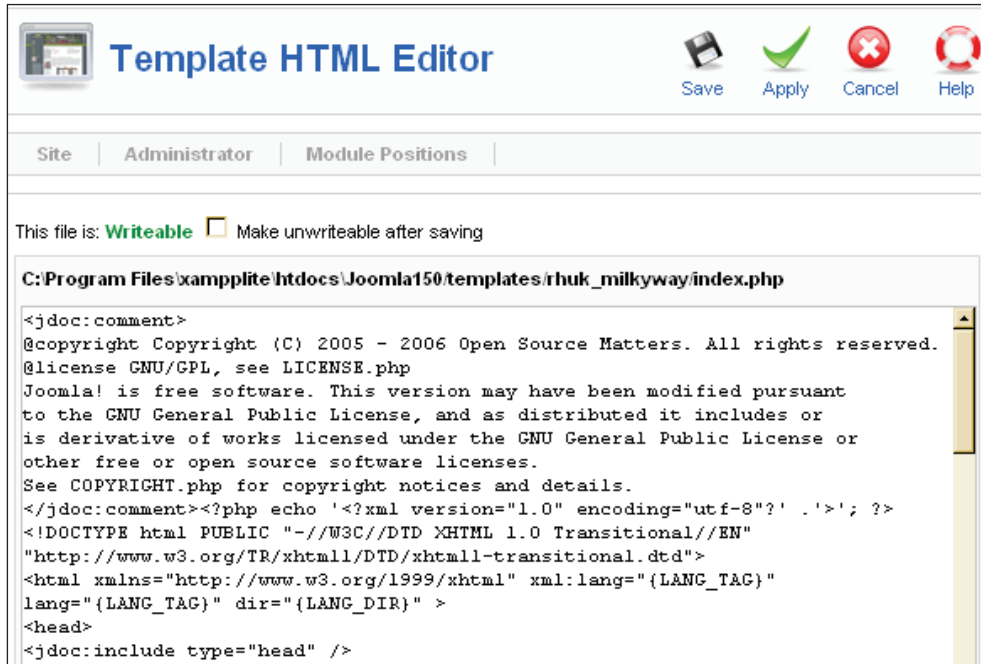 Template HTML Editor
Save Apply Cancel Help
Site Administrator Module Positions
This file is: Writeable Make unwriteable after saving
C:\Program Files\xampplite\htdocs\Joomla150/templates/rhuk_milkyway/index.php
<jdoc:comment>
@copyright Copyright (C) 2005 - 2006 Open Source Matters. All rights reserved.
@license GNU/GPL, see LICENSE.php
Joomla! is free software. This version may have been modified pursuant
to the GNU General Public License, and as distributed it includes or
is derivative of works licensed under the GNU General Public License or
other free or open source software licenses.
See COPYRIGHT.php for copyright notices and details.
</jdoc:comment><?php echo '<?xml version="1.0" encoding="utf-8"?' .'>'; ?>
<!DOCTYPE html PUBLIC "-//W3C//DTD XHTML 1.0 Transitional//EN"
"http://www.w3.org/TR/xhtml1/DTD/xhtml1-transitional.dtd">
<html xmlns="http://www.w3.org/1999/xhtml" xml:lang="{LANG_TAG}"
lang="{LANG_TAG}" dir="{LANG_DIR}" >
<head>
<jdoc:include type="head" />